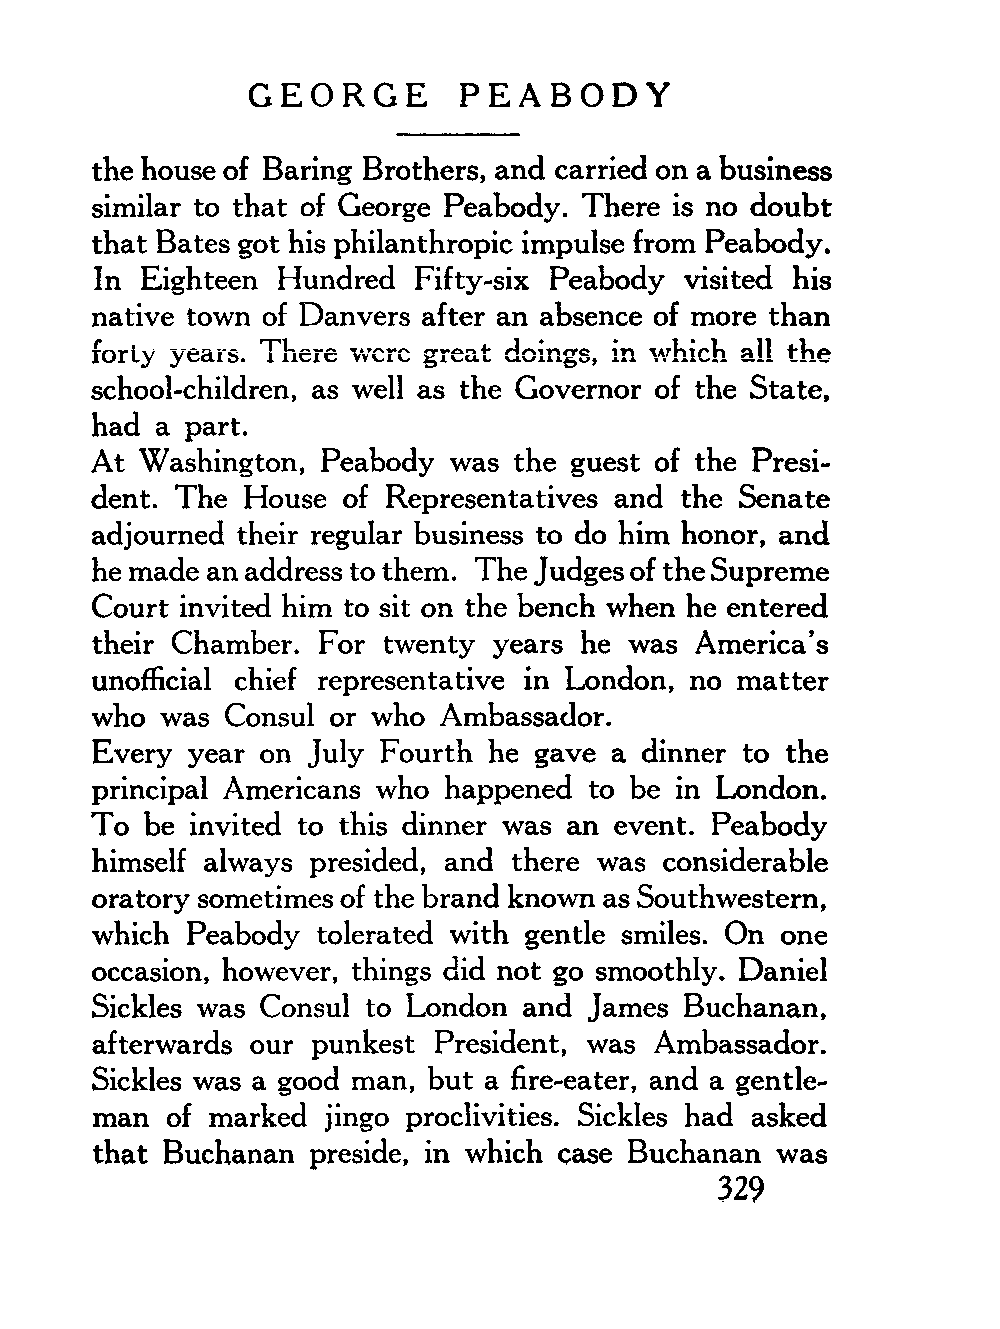 GEORGE PEABODY
the house of Baring Brothers, and carried on a business
similar to that of George Peabody. There is no doubt
that Bates got his philanthropic impulse from Peabody.
In Eighteen Hundred Fifty-six Peabody visited his
native town of Danvers after an absence of more than
forty years. There were great doings, in which all the
school-children, as well as the Governor of the State,
had a part.
At Washington, Peabody was the guest of the Presi-
dent. The House of Representatives and the Senate
adjourned their regular business to do him honor, and
he made an address to them. The Judges of the Supreme
Court invited him to sit on the bench when he entered
their Chamber. For twenty years he was America's
unofficial chief representative in London, no matter
who was Consul or who Ambassador.
Every year on July Fourth he gave a dinner to the
principal Americans who happened to be in London.
To be invited to this dinner was an event. Peabody
himself always presided, and there was considerable
oratory sometimes of the brand known as Southwestern,
which Peabody tolerated with gentle smiles. On one
occasion, however, things did not go smoothly. Daniel
Sickles was Consul to London and James Buchanan,
afterwards our punkest President, was Ambassador.
Sickles was a good man, but a fire-eater, and a gentle-
man of marked jingo proclivities. Sickles had asked
that Buchanan preside, in which case Buchanan was
329